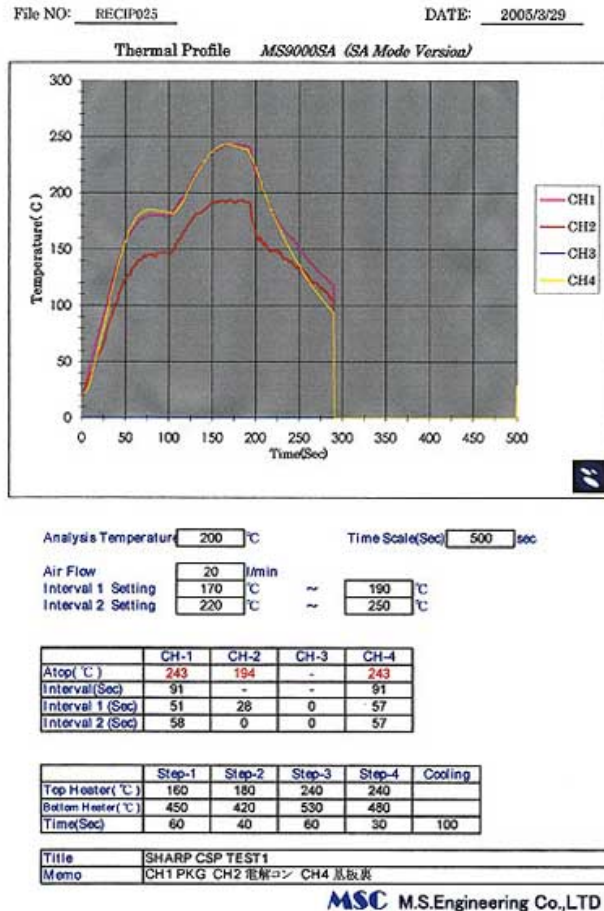 File NO: RECIP025 DATE: 2005/3/29
Thermal Profile MS9000SA (SA Mode Version)
300
250
200
150
100
50
0
Temperature( C )
0 50 100 150 200 250 300 350 400 450 500
Time(Sec)
CH1
CH2
CH3
CH4
Analysis Temperature 200 ℃ Time Scale(Sec) 500 sec
Air Flow 20 l/min
Interval 1 Setting 170 ℃ ~ 190 ℃
Interval 2 Setting 220 ℃ ~ 250 ℃
CH-1 CH-2 CH-3 CH-4
Atop( ℃ ) 243 194 - 243
Interval(Sec) 91 - - 91
Interval 1 (Sec) 51 28 0 57
Interval 2 (Sec) 58 0 0 57
Step-1 Step-2 Step-3 Step-4 Cooling
Top Heater( ℃ ) 160 180 240 240
Bottom Heater( ℃ ) 450 420 530 480
Time(Sec) 60 40 60 30 100
Title SHARP CSP TEST1
Memo CH1 PKG CH2 電解コン CH4 基板裏
MSC M.S.Engineering Co.,LTD